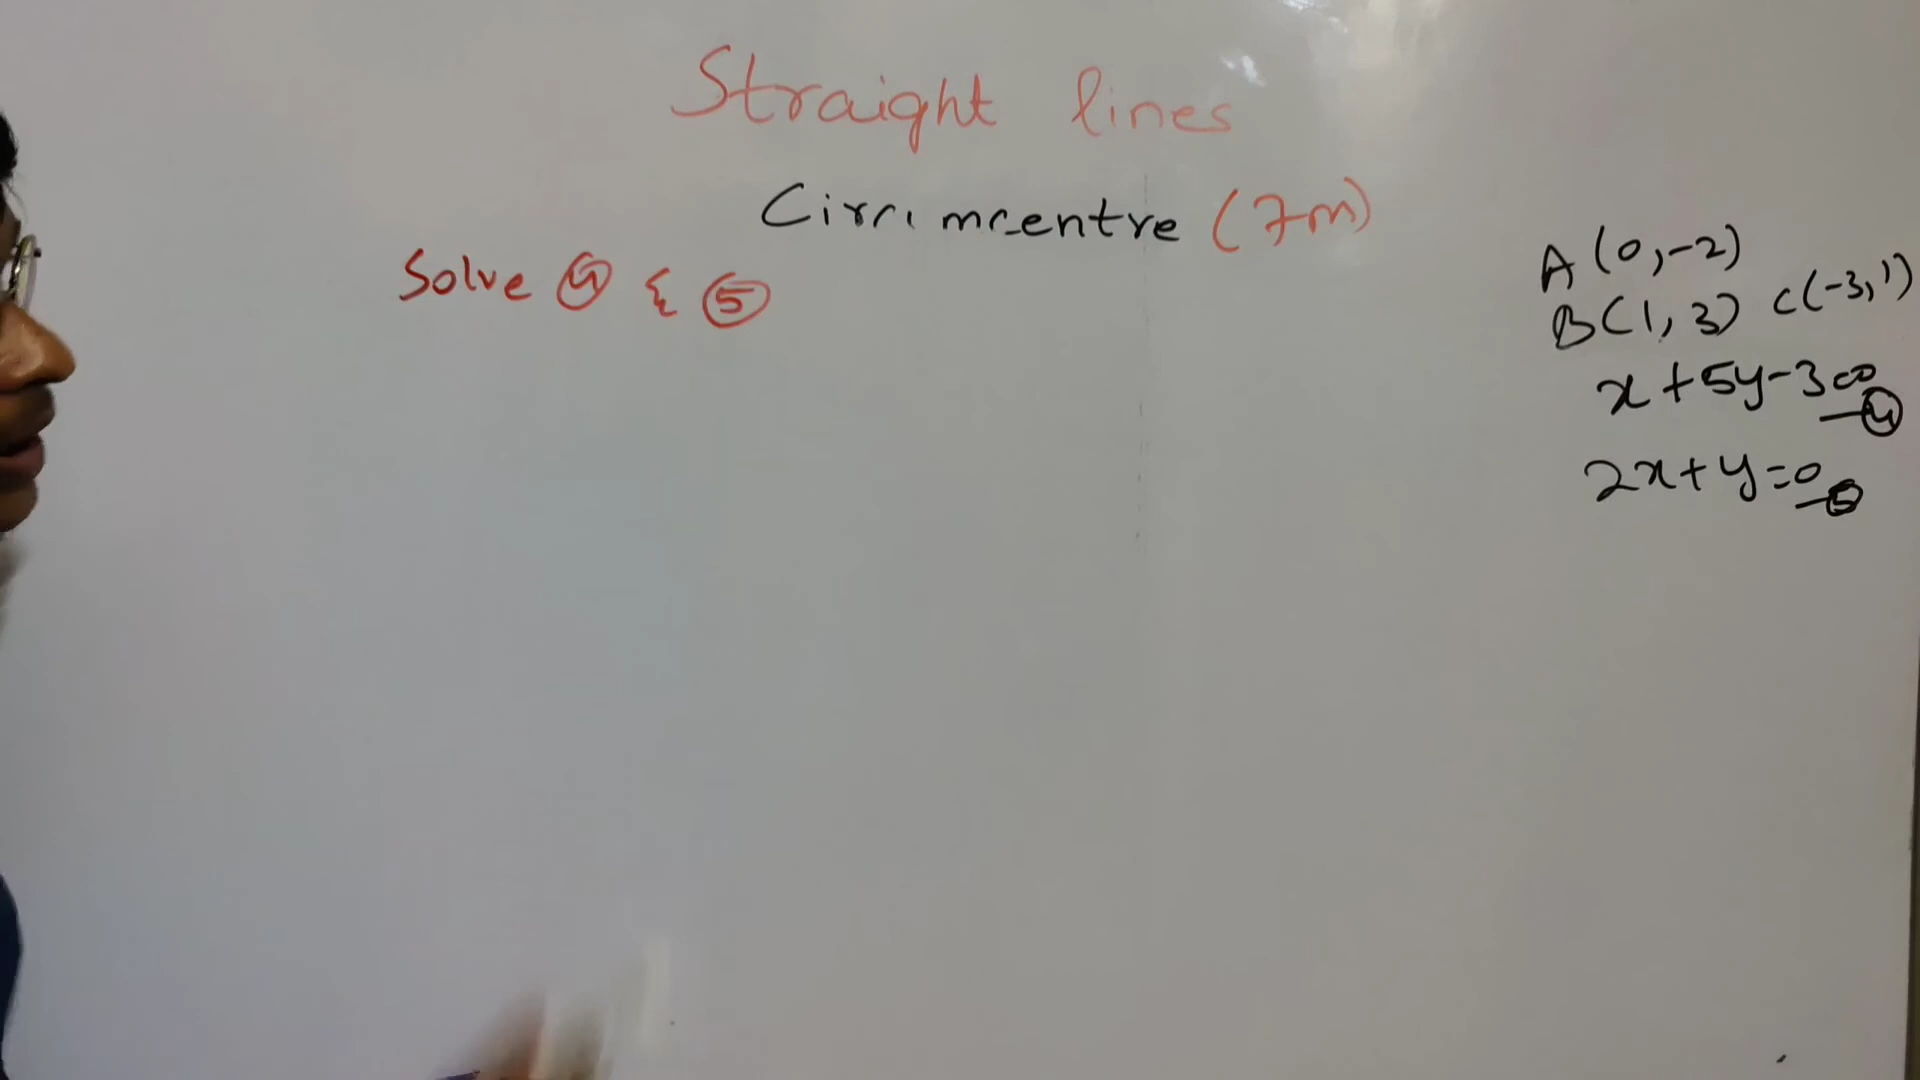 Straight lines
Circumcentre (7m)
Solve ④ & ⑤
A(0,-2)
B(1,3) C(-3,1)
x+5y-3=0
—④
2x+y=0
—⑤